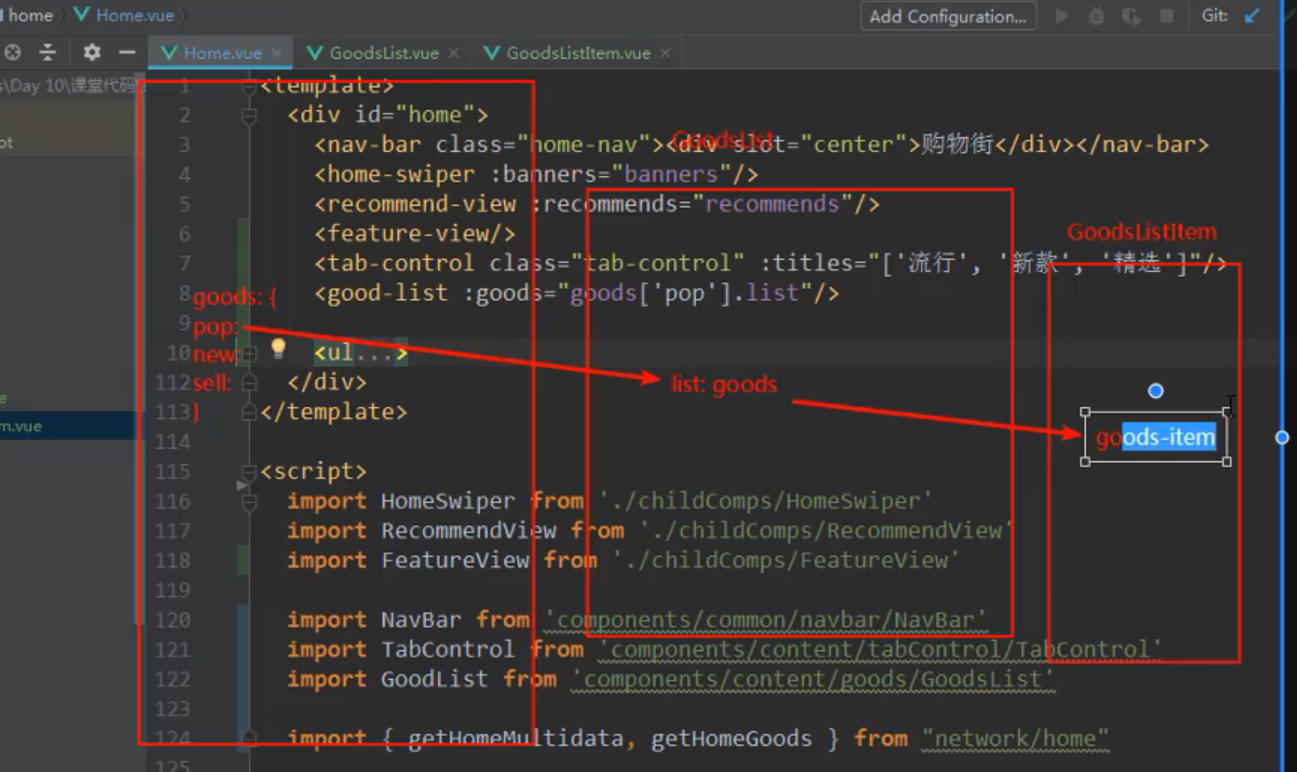 home Home.vue Add Configuration... Git:
Home.vue GoodsList.vue GoodsListItem.vue
\Day 10\课堂代码
1 <template>
2 <div id="home">
3 <nav-bar class="home-nav"><div slot="center">购物街</div></nav-bar>
GoodsList
4 <home-swiper :banners="banners"/>
5 <recommend-view :recommends="recommends"/>
6 <feature-view/>
GoodsListItem
7 <tab-control class="tab-control" :titles="['流行', '新款', '精选']"/>
8 <good-list :goods="goods['pop'].list"/>
goods: {
9
pop:
10 <ul...>
new:
112 </div>
sell:
list: goods
113 </template>
}
m.vue
goods-item
114
115 <script>
116 import HomeSwiper from './childComps/HomeSwiper'
117 import RecommendView from './childComps/RecommendView'
118 import FeatureView from './childComps/FeatureView'
119
120 import NavBar from 'components/common/navbar/NavBar'
121 import TabControl from 'components/content/tabControl/TabControl'
122 import GoodList from 'components/content/goods/GoodsList'
123
124 import { getHomeMultidata, getHomeGoods } from "network/home"
125